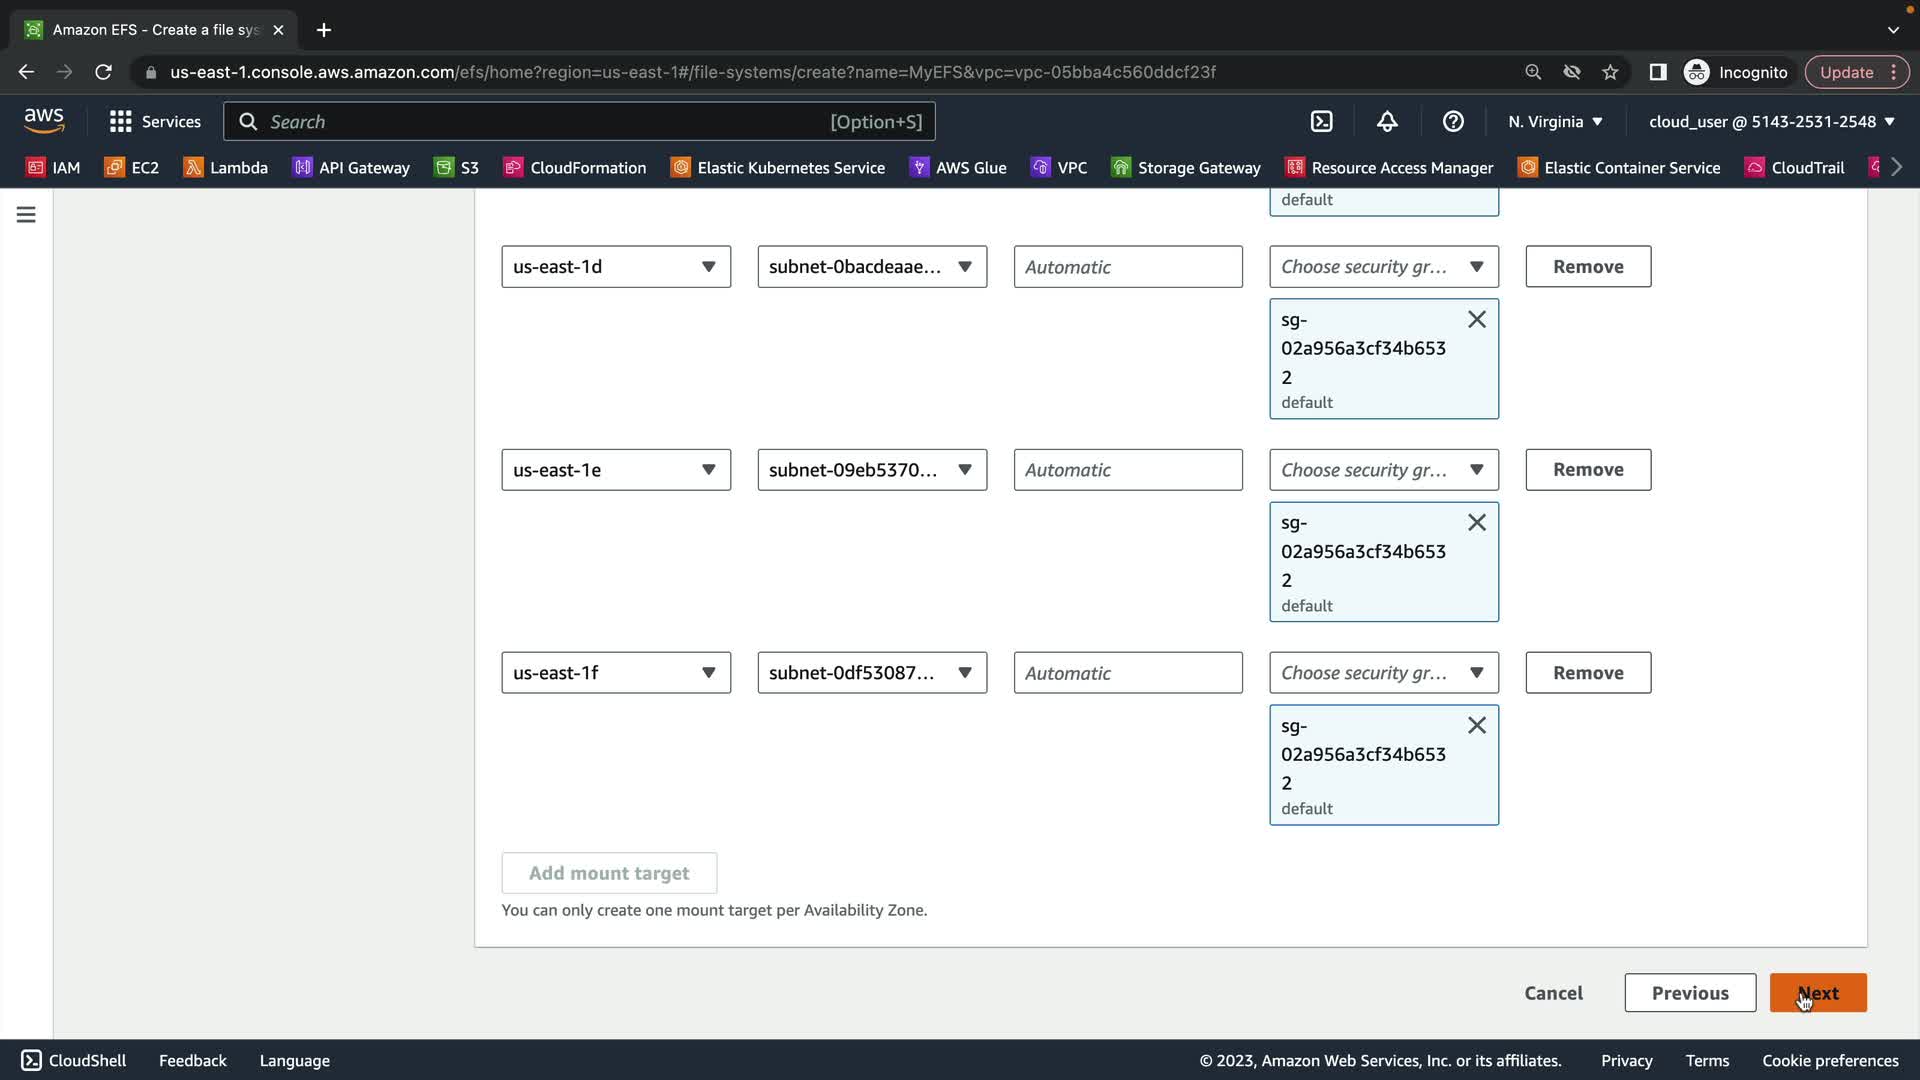 Amazon EFS - Create a file sys
us-east-1.console.aws.amazon.com/efs/home?region=us-east-1#/file-systems/create?name=MyEFS&vpc=vpc-05bba4c560ddcf23f
Incognito
Update
aws
Services
Search
[Option+S]
N. Virginia
cloud_user @ 5143-2531-2548
IAM
EC2
Lambda
API Gateway
S3
CloudFormation
Elastic Kubernetes Service
AWS Glue
VPC
Storage Gateway
Resource Access Manager
Elastic Container Service
CloudTrail
default
us-east-1d
subnet-0bacdeaae...
Automatic
Choose security gr...
Remove
sg-
02a956a3cf34b653
2
default
us-east-1e
subnet-09eb5370...
Automatic
Choose security gr...
Remove
sg-
02a956a3cf34b653
2
default
us-east-1f
subnet-0df53087...
Automatic
Choose security gr...
Remove
sg-
02a956a3cf34b653
2
default
Add mount target
You can only create one mount target per Availability Zone.
Cancel
Previous
Next
CloudShell
Feedback
Language
© 2023, Amazon Web Services, Inc. or its affiliates.
Privacy
Terms
Cookie preferences